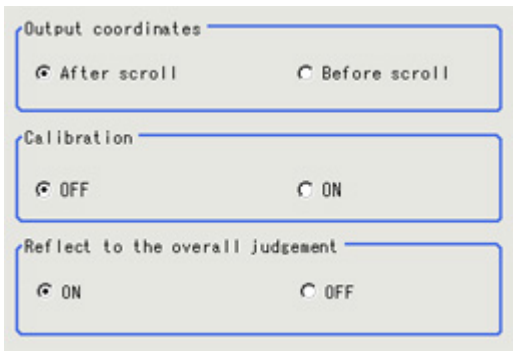 Output coordinates
After scroll Before scroll
Calibration
OFF ON
Reflect to the overall judgement
ON OFF